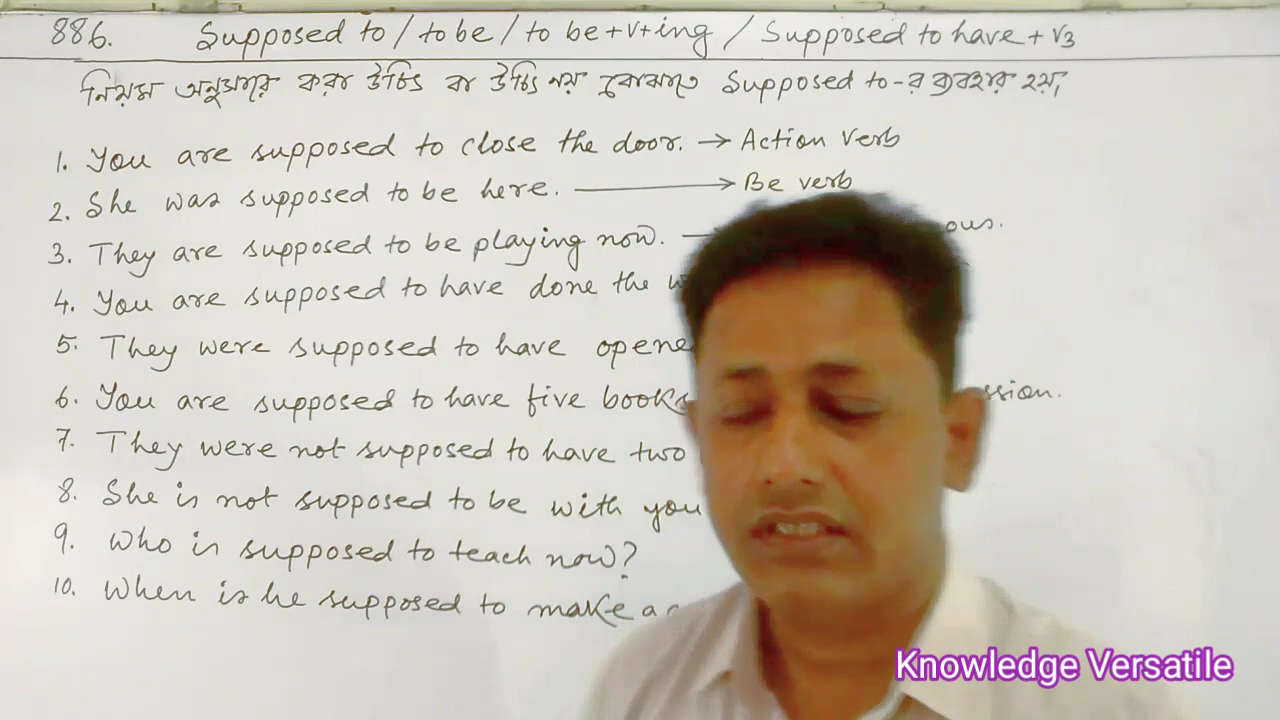 886. Supposed to / to be / to be+v+ing / Supposed to have + v3
নিয়ম অনুসারে করা উচিৎ বা উচিৎ নয় বোঝাতে Supposed to-র ব্যবহার হয়,
1. You are supposed to close the door. → Action verb
2. She was supposed to be here. → Be verb
3. They are supposed to be playing now. ous.
4. You are supposed to have done the w
5. They were supposed to have opene
6. You are supposed to have five books ssion.
7. They were not supposed to have two
8. She is not supposed to be with you
9. Who is supposed to teach now?
10. When is he supposed to make a
Knowledge Versatile